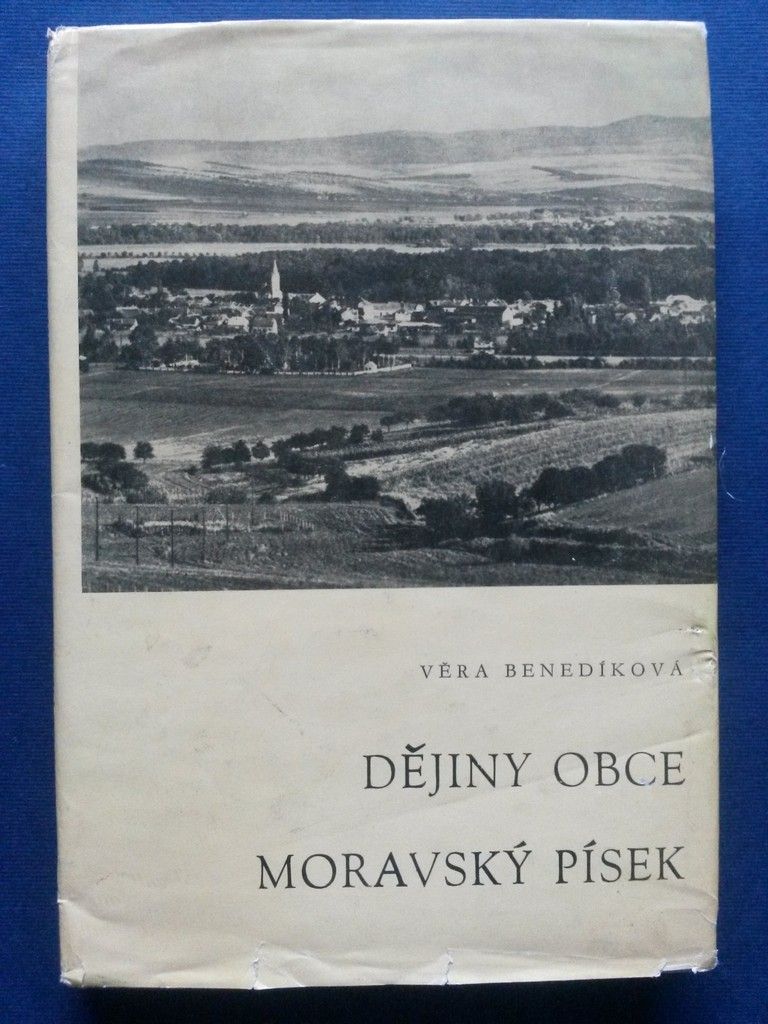 VĚRA BENEDÍKOVÁ
DĚJINY OBCE
MORAVSKÝ PÍSEK